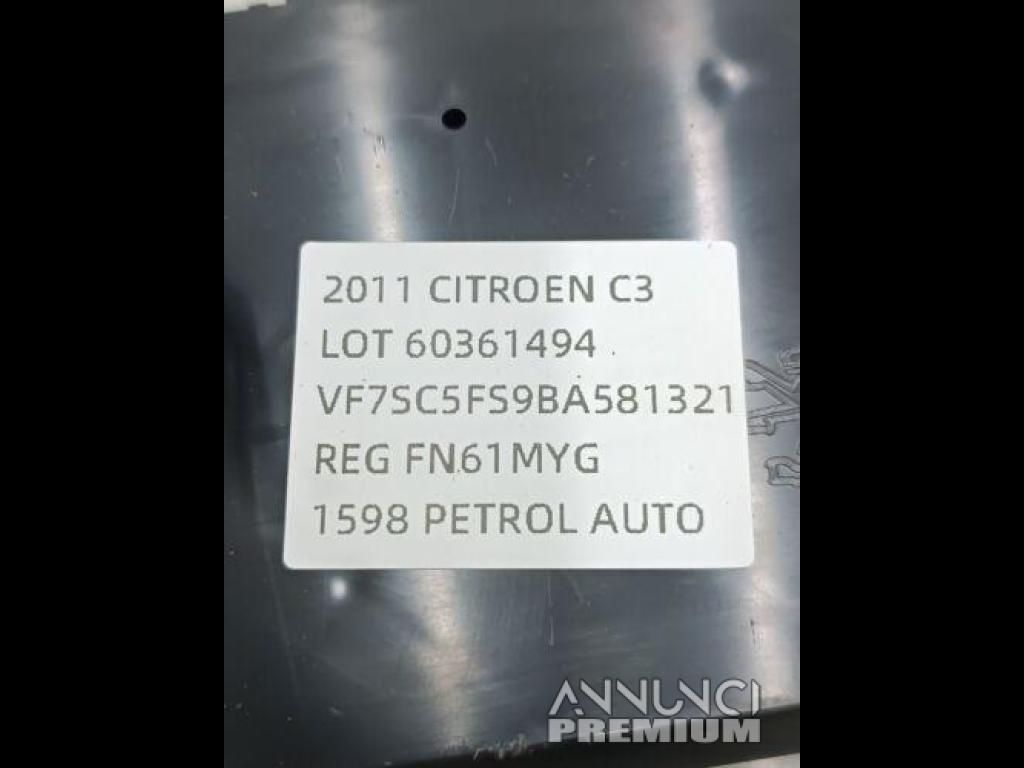 2011 CITROEN C3
LOT 60361494
VF7SC5FS9BA581321
REG FN61MYG
1598 PETROL AUTO
ANNUNCI
PREMIUM